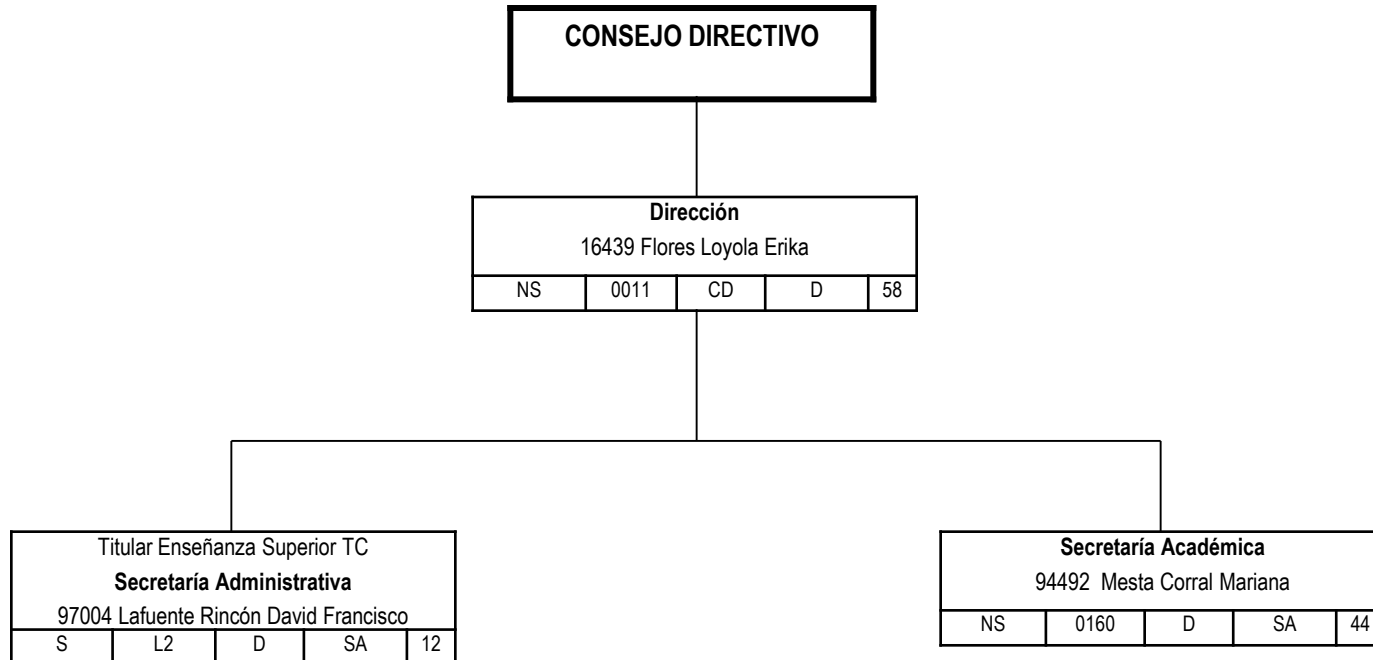 CONSEJO DIRECTIVO
Dirección
16439 Flores Loyola Erika
NS 0011 CD D 58
Titular Enseñanza Superior TC
Secretaría Administrativa
97004 Lafuente Rincón David Francisco
S L2 D SA 12
Secretaría Académica
94492 Mesta Corral Mariana
NS 0160 D SA 44